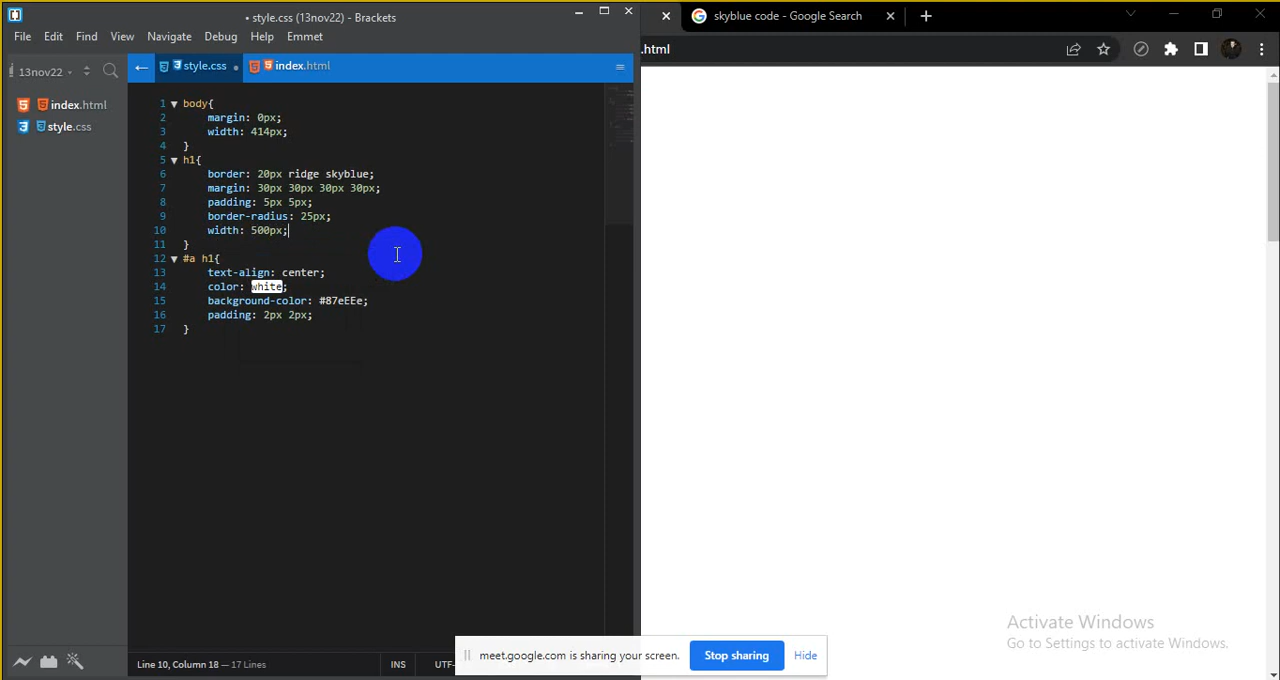 • style.css (13nov22) - Brackets
skyblue code - Google Search
File Edit Find View Navigate Debug Help Emmet
.html
13nov22
style.css •
index.html
index.html
style.css
1 body{
2 margin: 0px;
3 width: 414px;
4 }
5 h1{
6 border: 20px ridge skyblue;
7 margin: 30px 30px 30px 30px;
8 padding: 5px 5px;
9 border-radius: 25px;
10 width: 500px;
11 }
12 #a h1{
13 text-align: center;
14 color: white;
15 background-color: #87eEEe;
16 padding: 2px 2px;
17 }
Activate Windows
Go to Settings to activate Windows.
Line 10, Column 18 — 17 Lines
INS
UTF-
meet.google.com is sharing your screen.
Stop sharing
Hide